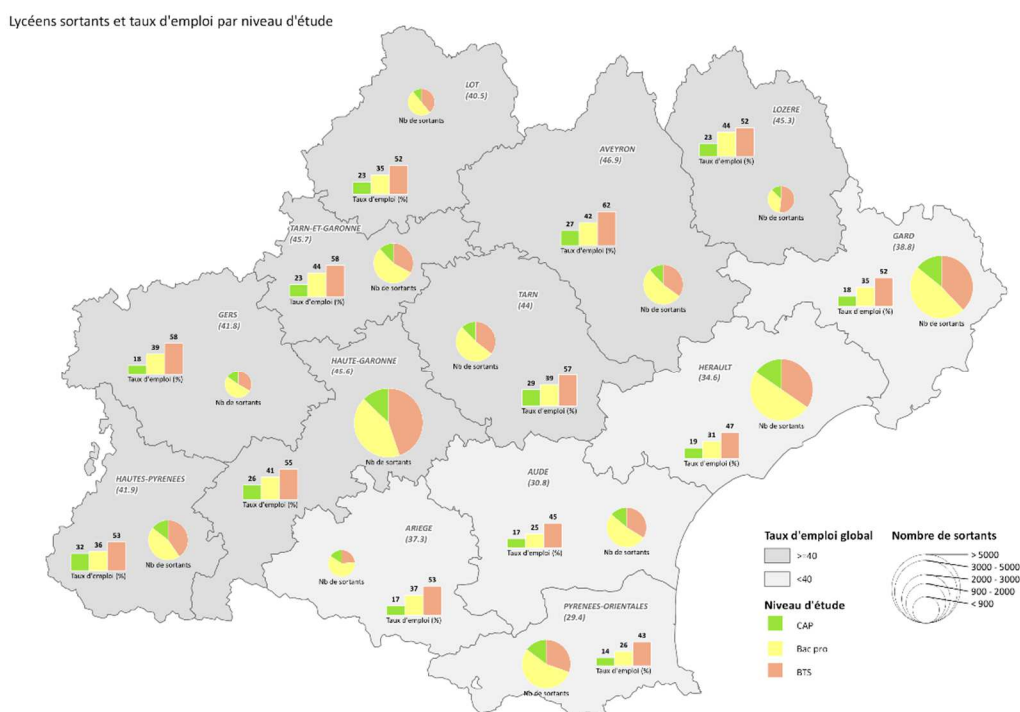 Lycéens sortants et taux d'emploi par niveau d'étude
LOT
(40.5)
Nb de sortants
23 35 52
Taux d'emploi (%)
AVEYRON
(46.9)
27 42 62
Taux d'emploi (%)
Nb de sortants
LOZERE
(45.3)
23 44 52
Taux d'emploi (%)
Nb de sortants
TARN-ET-GARONNE
(45.7)
23 44 58
Taux d'emploi (%)
Nb de sortants
GARD
(38.8)
18 35 52
Taux d'emploi (%)
Nb de sortants
TARN
(44)
Nb de sortants
29 39 57
Taux d'emploi (%)
GERS
(41.8)
18 39 58
Taux d'emploi (%)
Nb de sortants
HAUTE-GARONNE
(45.6)
Nb de sortants
26 41 55
Taux d'emploi (%)
HERAULT
(34.6)
Nb de sortants
19 31 47
Taux d'emploi (%)
HAUTES-PYRENEES
(41.9)
32 36 53
Taux d'emploi (%)
Nb de sortants
AUDE
(30.8)
17 25 45
Taux d'emploi (%)
Nb de sortants
ARIEGE
(37.3)
Nb de sortants
17 37 53
Taux d'emploi (%)
PYRENEES-ORIENTALES
(29.4)
14 26 43
Taux d'emploi (%)
Nb de sortants
Taux d'emploi global
>=40
<40
Niveau d'étude
CAP
Bac pro
BTS
Nombre de sortants
> 5000
3000 - 5000
2000 - 3000
900 - 2000
< 900